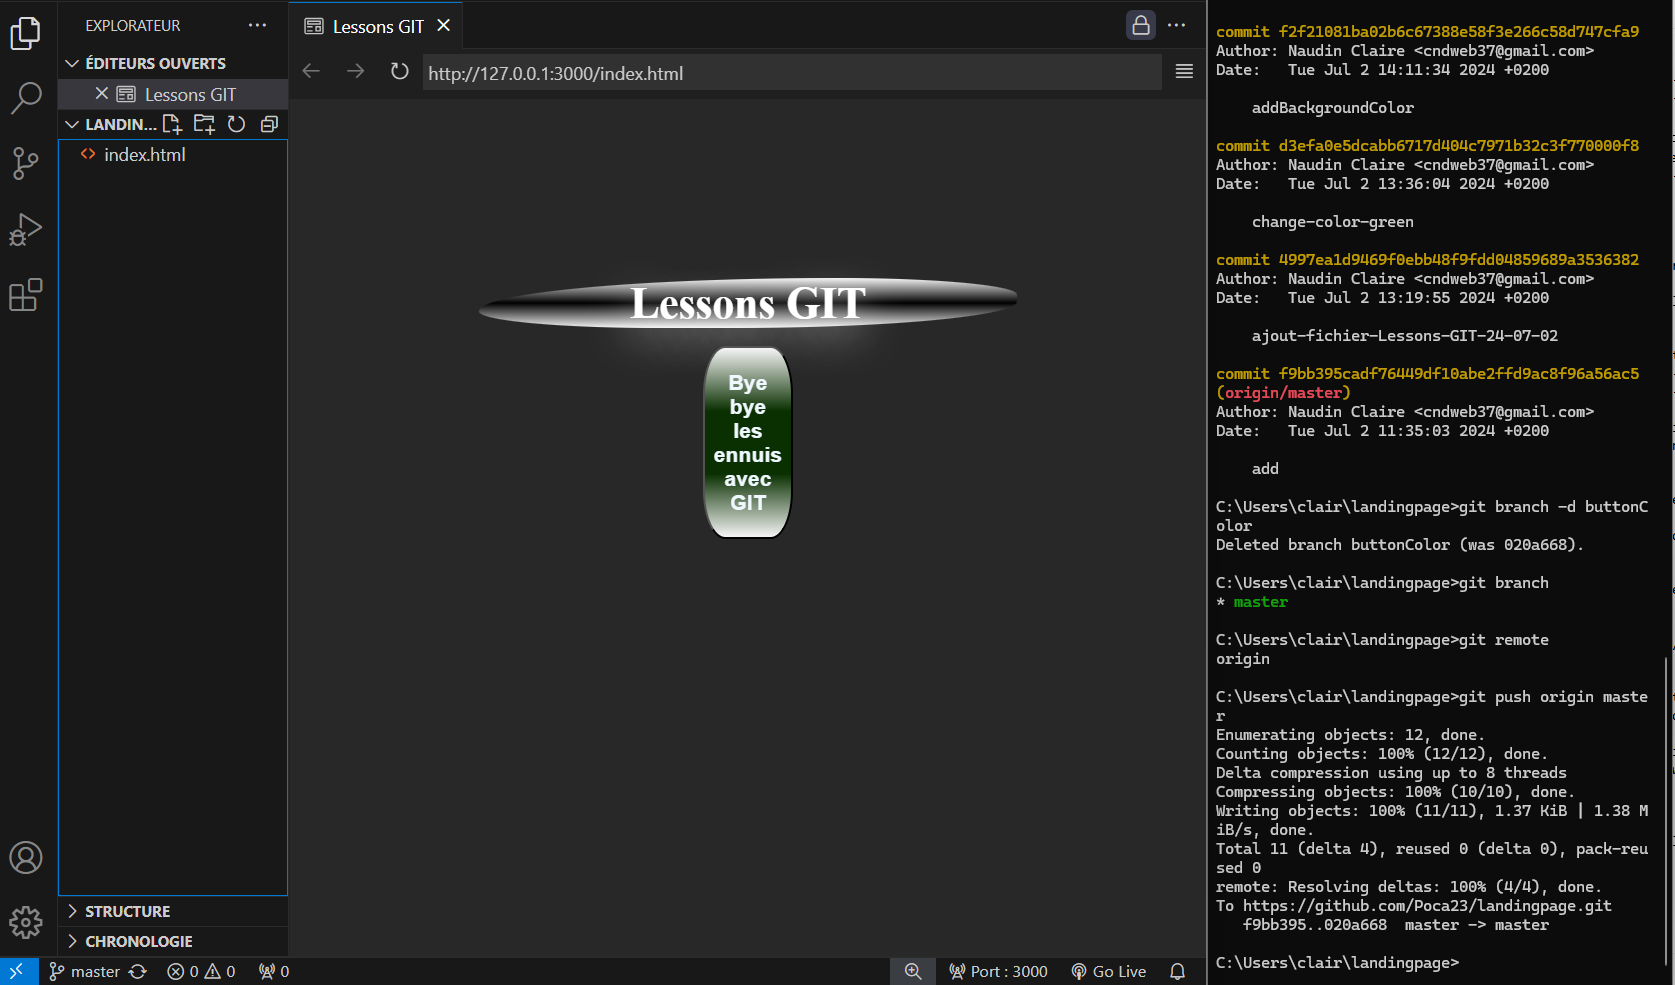 EXPLORATEUR
ÉDITEURS OUVERTS
Lessons GIT
LANDIN...
index.html
STRUCTURE
CHRONOLOGIE
Lessons GIT
http://127.0.0.1:3000/index.html
Lessons GIT
Bye
bye
les
ennuis
avec
GIT
master
0
0
0
Port : 3000
Go Live
commit f2f21081ba02b6c67388e58f3e266c58d747cfa9
Author: Naudin Claire <cndweb37@gmail.com>
Date:   Tue Jul 2 14:11:34 2024 +0200
addBackgroundColor
commit d3efa0e5dcabb6717d404c7971b32c3f770000f8
Author: Naudin Claire <cndweb37@gmail.com>
Date:   Tue Jul 2 13:36:04 2024 +0200
change-color-green
commit 4997ea1d9469f0ebb48f9fdd04859689a3536382
Author: Naudin Claire <cndweb37@gmail.com>
Date:   Tue Jul 2 13:19:55 2024 +0200
ajout-fichier-Lessons-GIT-24-07-02
commit f9bb395cadf76449df10abe2ffd9ac8f96a56ac5
(origin/master)
Author: Naudin Claire <cndweb37@gmail.com>
Date:   Tue Jul 2 11:35:03 2024 +0200
add
C:\Users\clair\landingpage>git branch -d buttonC
olor
Deleted branch buttonColor (was 020a668).
C:\Users\clair\landingpage>git branch
* master
C:\Users\clair\landingpage>git remote
origin
C:\Users\clair\landingpage>git push origin maste
r
Enumerating objects: 12, done.
Counting objects: 100% (12/12), done.
Delta compression using up to 8 threads
Compressing objects: 100% (10/10), done.
Writing objects: 100% (11/11), 1.37 KiB | 1.38 M
iB/s, done.
Total 11 (delta 4), reused 0 (delta 0), pack-reu
sed 0
remote: Resolving deltas: 100% (4/4), done.
To https://github.com/Poca23/landingpage.git
f9bb395..020a668  master -> master
C:\Users\clair\landingpage>